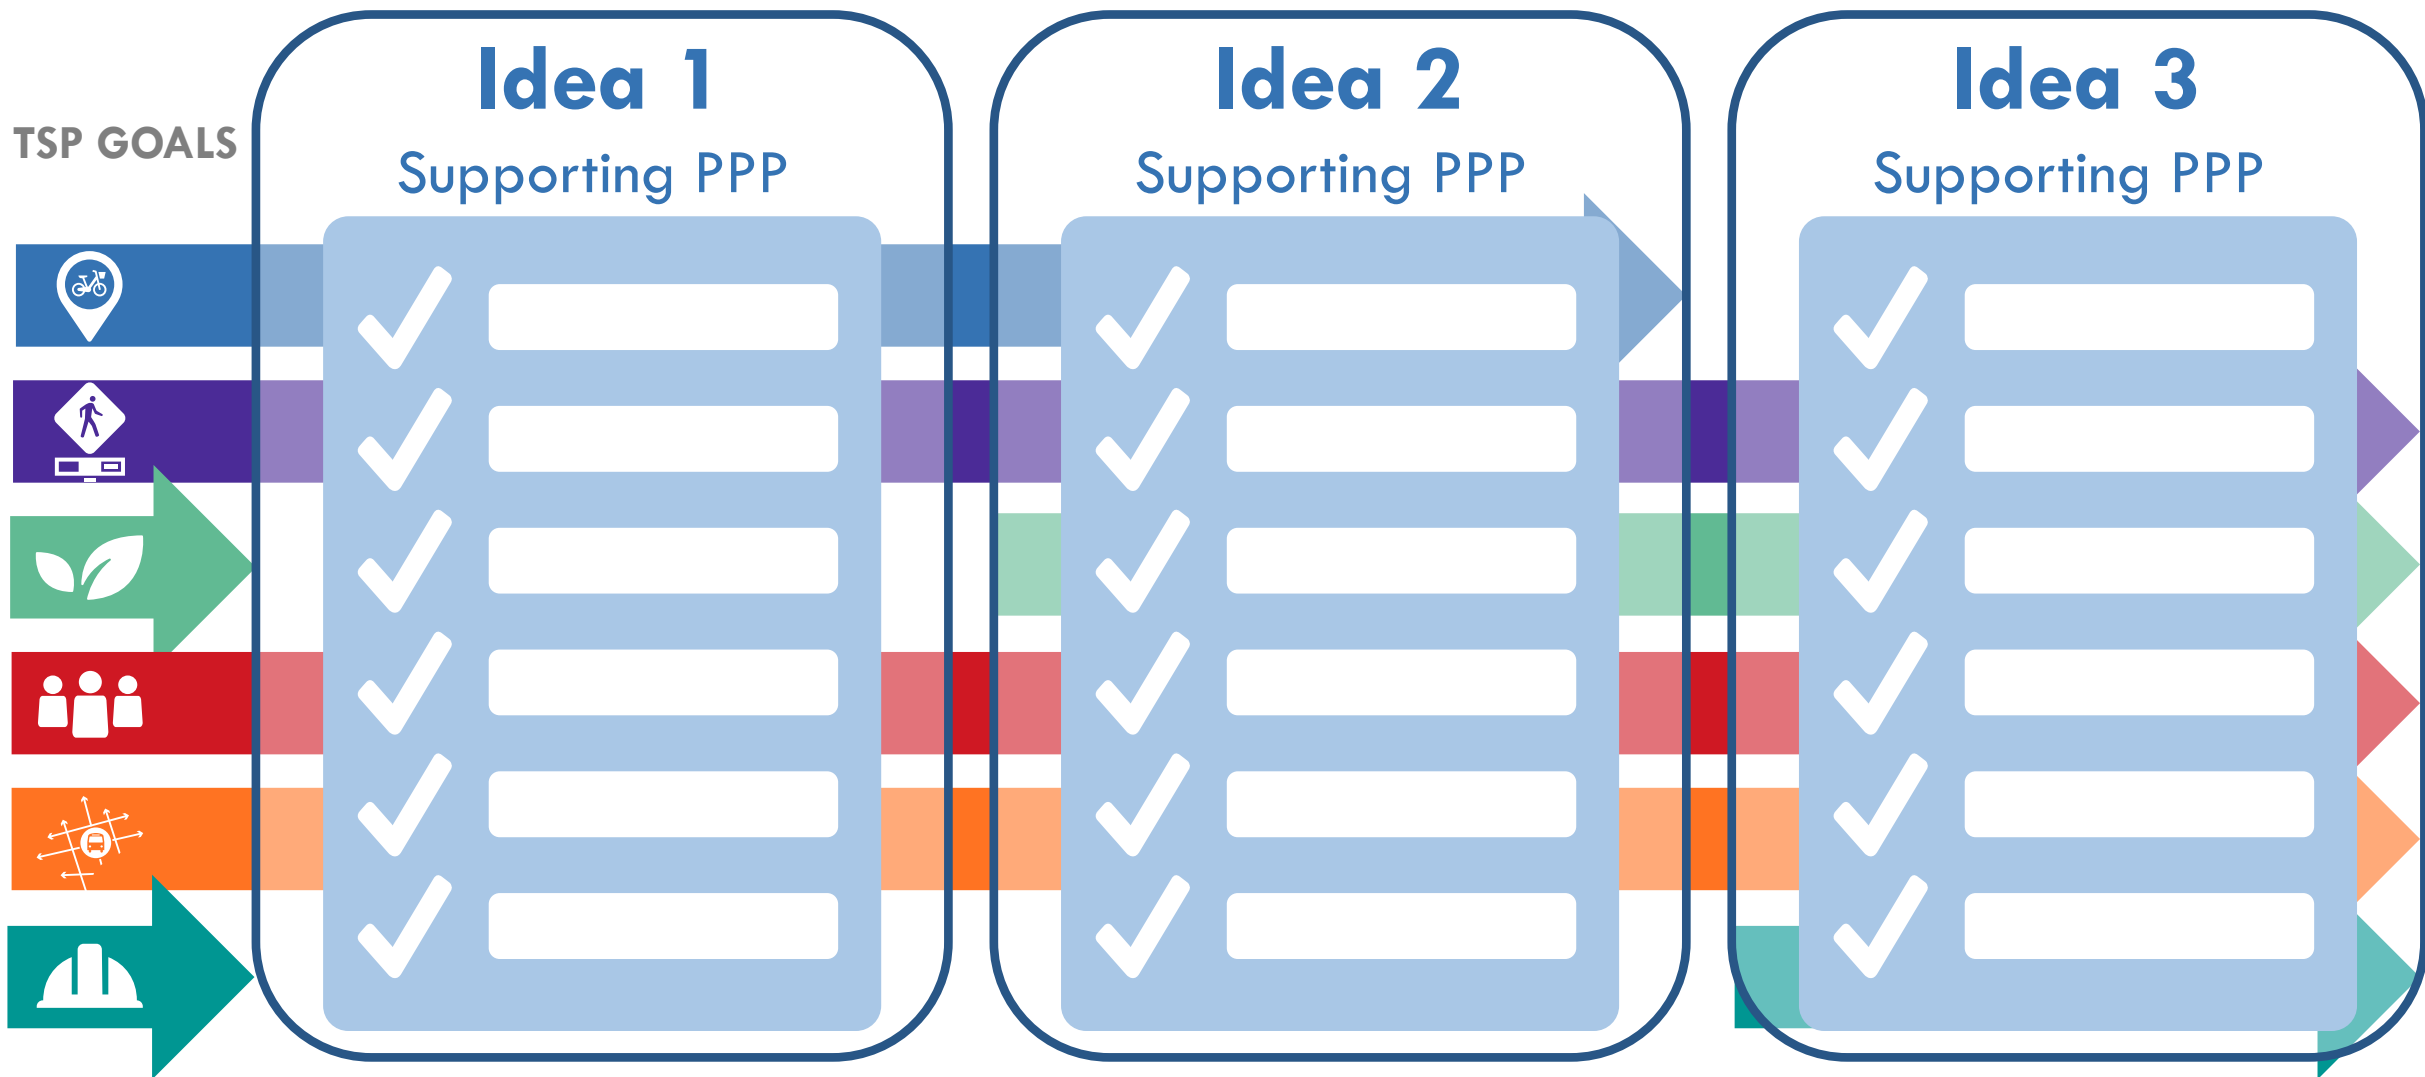 TSP GOALS
Idea 1
Supporting PPP
Idea 2
Supporting PPP
Idea 3
Supporting PPP